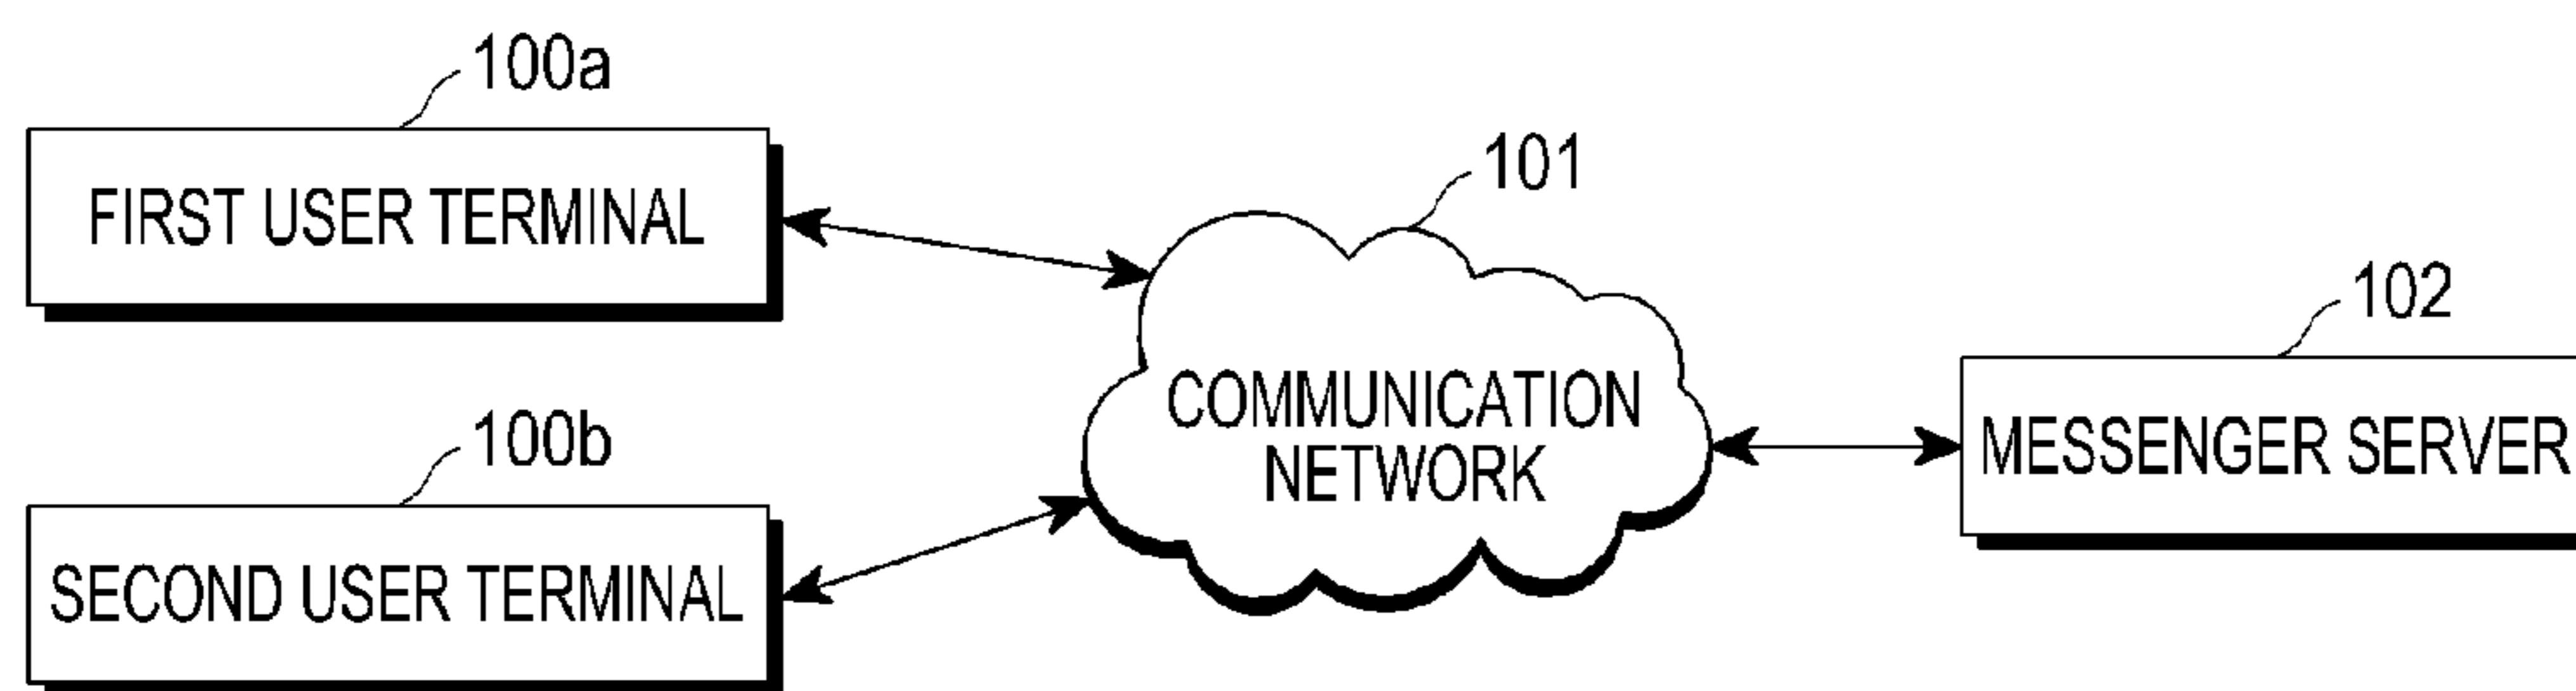 100a
FIRST USER TERMINAL
101
COMMUNICATION
NETWORK
102
MESSENGER SERVER
100b
SECOND USER TERMINAL